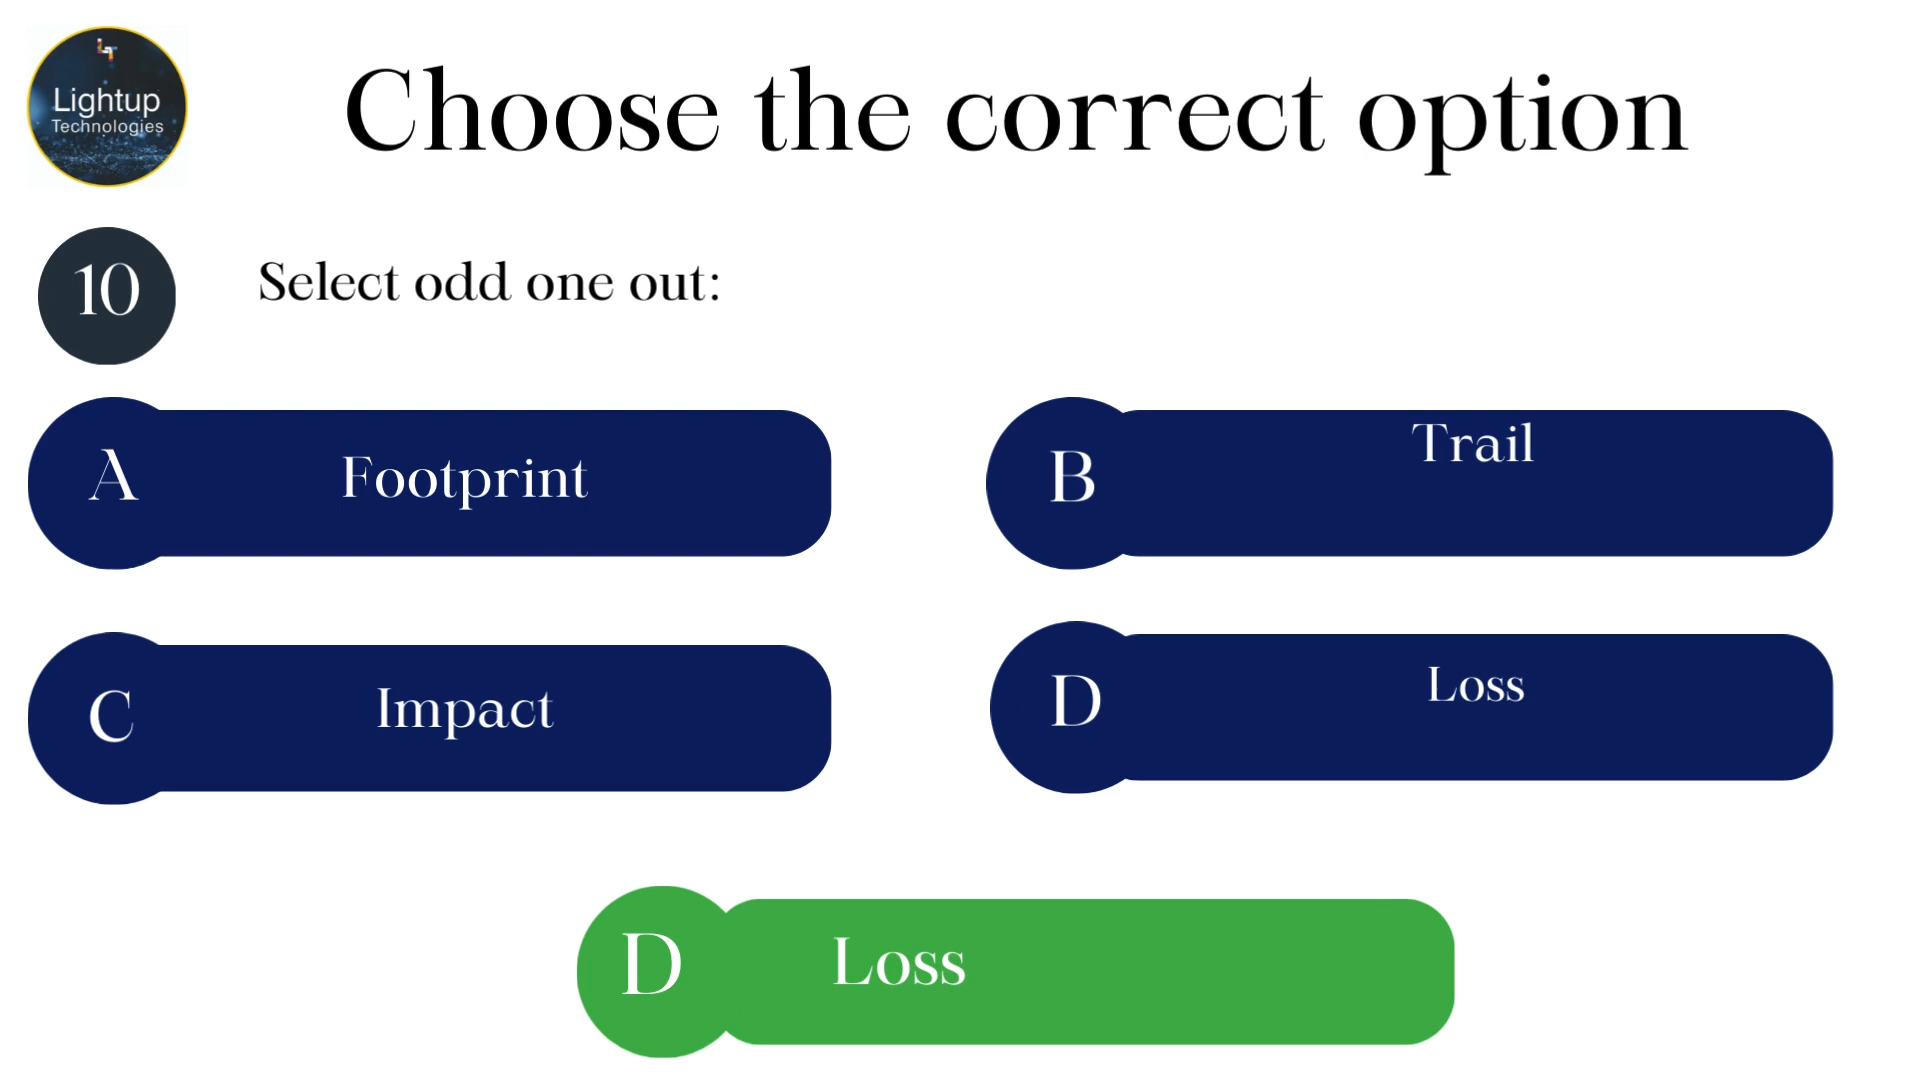 Lightup
Technologies
Choose the correct option
10
Select odd one out:
A
Footprint
B
Trail
C
Impact
D
Loss
D
Loss